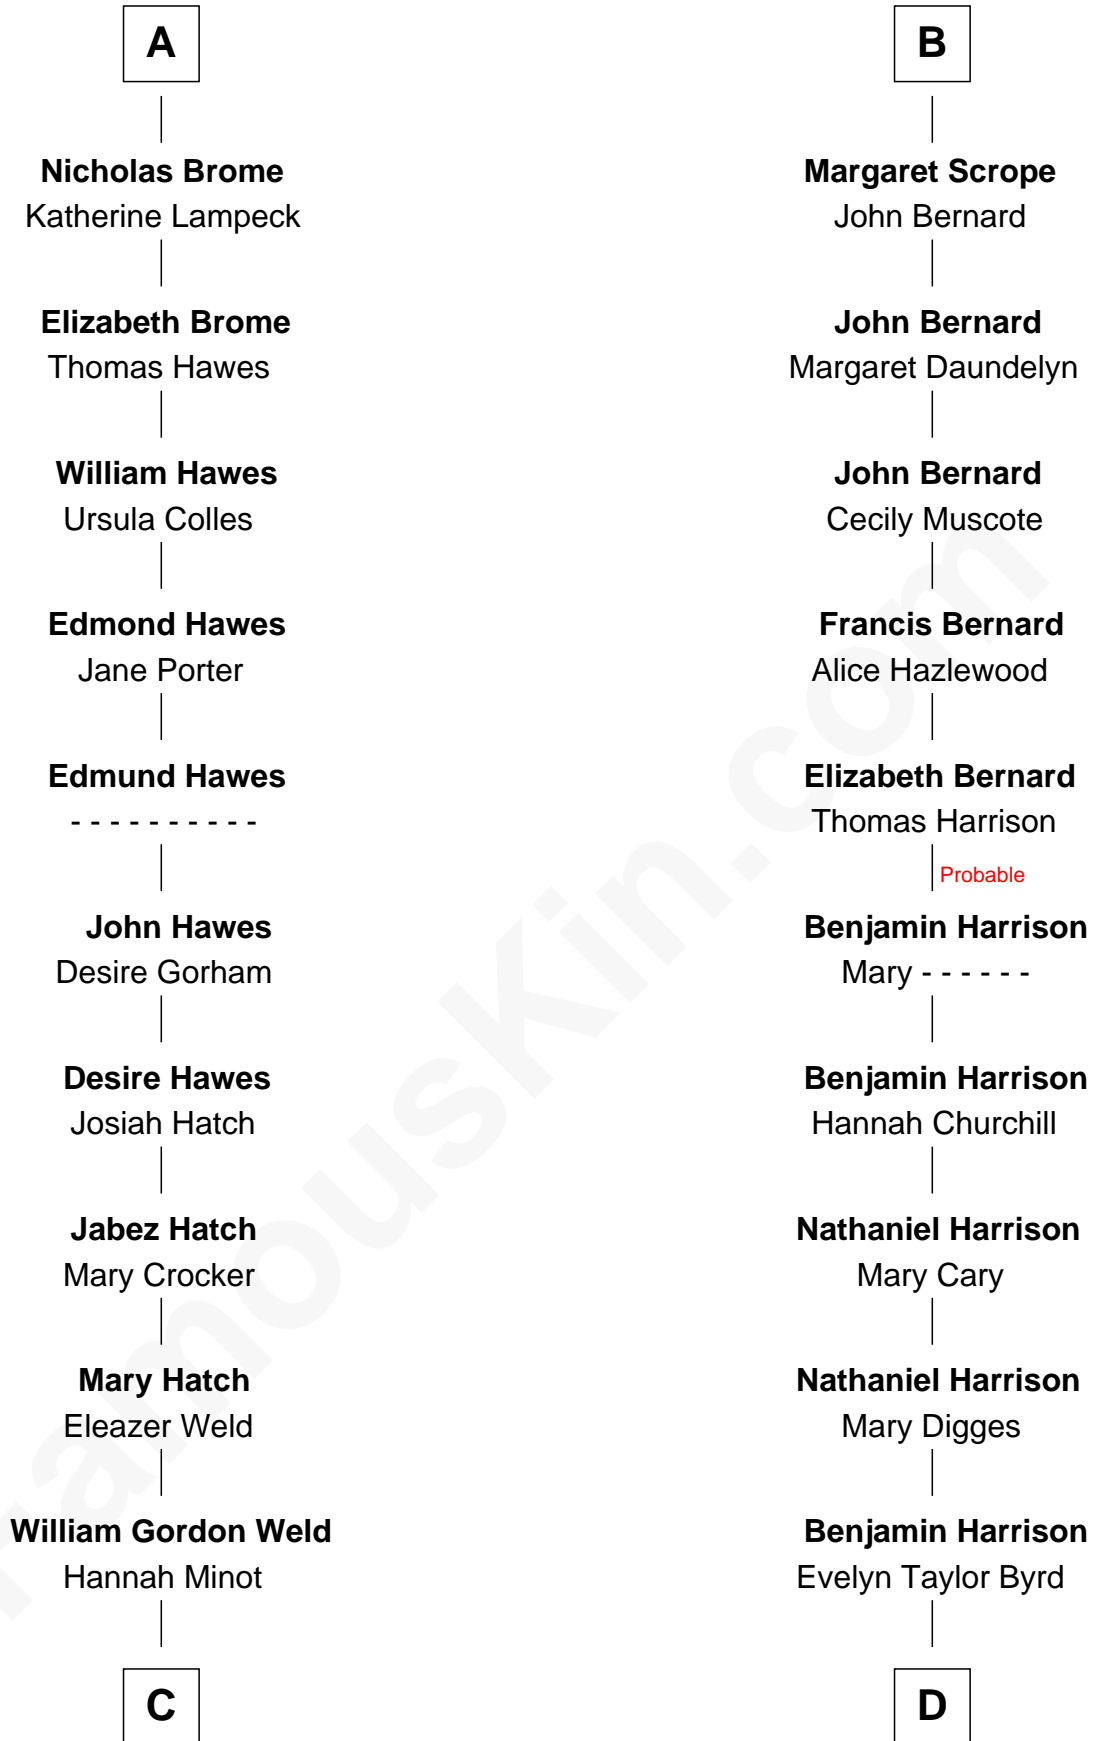 A
Nicholas Brome
Katherine Lampeck
Elizabeth Brome
Thomas Hawes
William Hawes
Ursula Colles
Edmond Hawes
Jane Porter
Edmund Hawes
- - - - - - - - - -
John Hawes
Desire Gorham
Desire Hawes
Josiah Hatch
Jabez Hatch
Mary Crocker
Mary Hatch
Eleazer Weld
William Gordon Weld
Hannah Minot
C
B
Margaret Scrope
John Bernard
John Bernard
Margaret Daundelyn
John Bernard
Cecily Muscote
Francis Bernard
Alice Hazlewood
Elizabeth Bernard
Thomas Harrison
Probable
Benjamin Harrison
Mary - - - - - -
Benjamin Harrison
Hannah Churchill
Nathaniel Harrison
Mary Cary
Nathaniel Harrison
Mary Digges
Benjamin Harrison
Evelyn Taylor Byrd
D
FamousKin.com